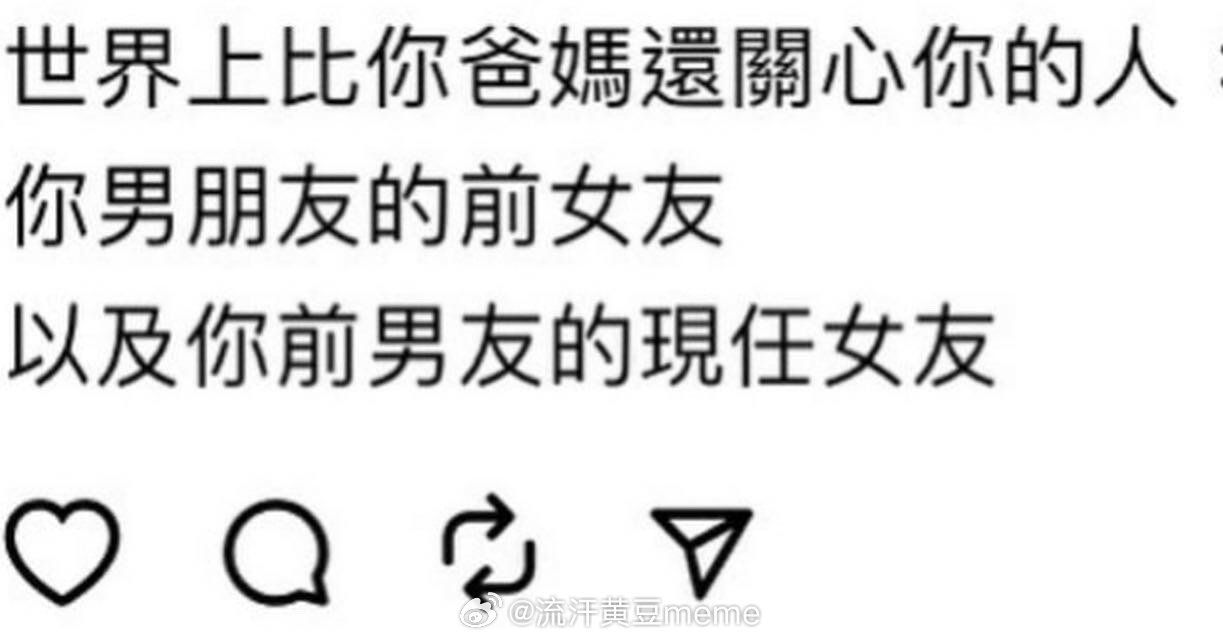 世界上比你爸媽還關心你的人：
你男朋友的前女友
以及你前男友的現任女友
@流汗黄豆meme